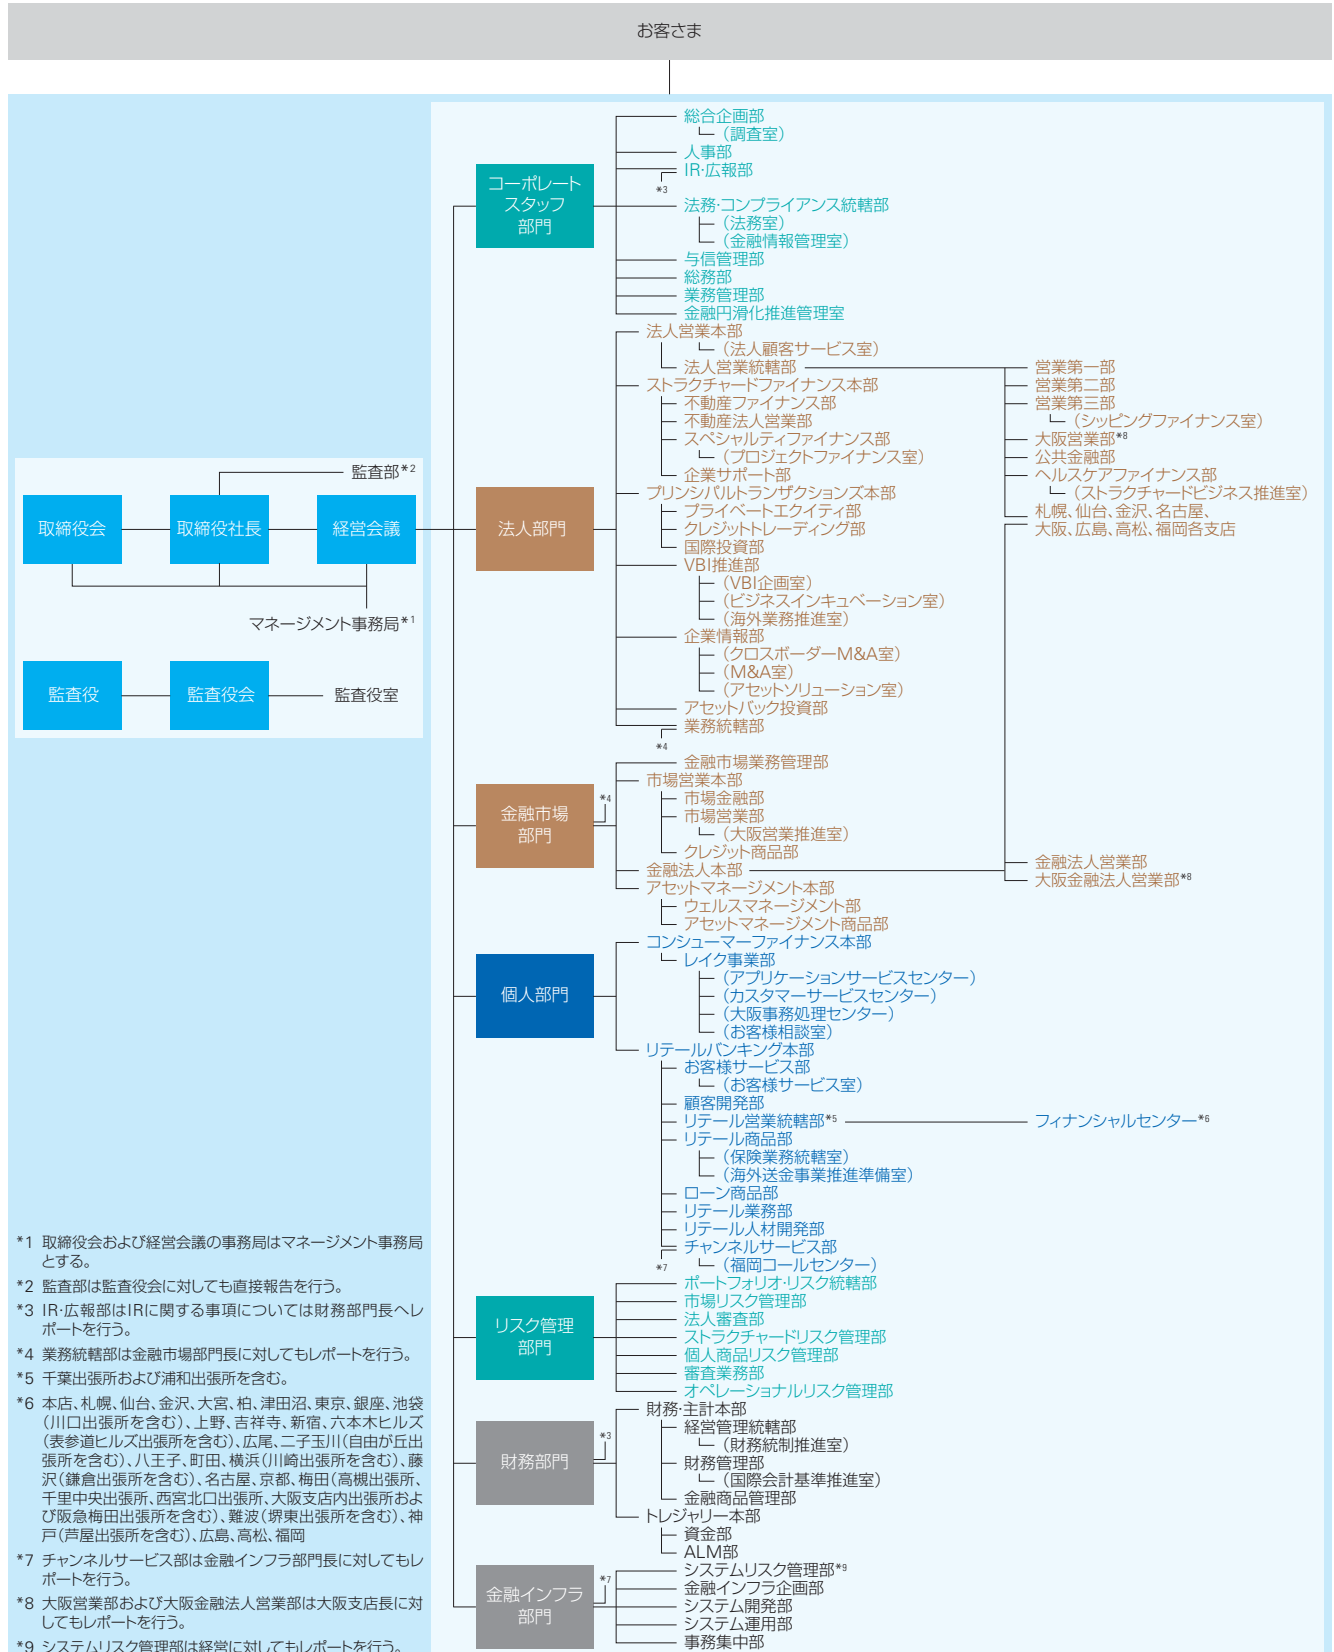 お客さま
総合企画部
（調査室）
人事部
IR・広報部
*3
コーポレート
スタッフ
部門
法務・コンプライアンス統轄部
（法務室）
（金融情報管理室）
与信管理部
総務部
業務管理部
金融円滑化推進管理室
法人営業本部
（法人顧客サービス室）
法人営業統轄部
営業第一部
営業第二部
営業第三部
（シッピングファイナンス室）
大阪営業部*8
公共金融部
ヘルスケアファイナンス部
（ストラクチャードビジネス推進室）
札幌、仙台、金沢、名古屋、
大阪、広島、高松、福岡各支店
ストラクチャードファイナンス本部
不動産ファイナンス部
不動産法人営業部
スペシャルティファイナンス部
（プロジェクトファイナンス室）
企業サポート部
監査部*2
取締役会
取締役社長
経営会議
法人部門
マネージメント事務局*1
監査役
監査役会
監査役室
プリンシパルトランザクションズ本部
プライベートエクイティ部
クレジットトレーディング部
国際投資部
VBI推進部
（VBI企画室）
（ビジネスインキュベーション室）
（海外業務推進室）
企業情報部
（クロスボーダーM&A室）
（M&A室）
（アセットソリューション室）
アセットバック投資部
業務統轄部
*4
金融市場
部門
*4
金融市場業務管理部
市場営業本部
市場金融部
市場営業部
（大阪営業推進室）
クレジット商品部
金融法人本部
金融法人営業部
大阪金融法人営業部*8
アセットマネージメント本部
ウェルスマネージメント部
アセットマネージメント商品部
個人部門
コンシューマーファイナンス本部
レイク事業部
（アプリケーションサービスセンター）
（カスタマーサービスセンター）
（大阪事務処理センター）
（お客様相談室）
リテールバンキング本部
お客様サービス部
（お客様サービス室）
顧客開発部
リテール営業統轄部*5
フィナンシャルセンター*6
リテール商品部
（保険業務統轄室）
（海外送金事業推進準備室）
ローン商品部
リテール業務部
リテール人材開発部
チャンネルサービス部
*7
（福岡コールセンター）
リスク管理
部門
ポートフォリオ・リスク統轄部
市場リスク管理部
法人審査部
ストラクチャードリスク管理部
個人商品リスク管理部
審査業務部
オペレーショナルリスク管理部
財務部門
*3
財務・主計本部
経営管理統轄部
（財務統制推進室）
財務管理部
（国際会計基準推進室）
金融商品管理部
トレジャリー本部
資金部
ALM部
金融インフラ
部門
*7
システムリスク管理部*9
金融インフラ企画部
システム開発部
システム運用部
事務集中部
*1 取締役会および経営会議の事務局はマネージメント事務局
とする。
*2 監査部は監査役会に対しても直接報告を行う。
*3 IR・広報部はIRに関する事項については財務部門長へレ
ポートを行う。
*4 業務統轄部は金融市場部門長に対してもレポートを行う。
*5 千葉出張所および浦和出張所を含む。
*6 本店、札幌、仙台、金沢、大宮、柏、津田沼、東京、銀座、池袋
（川口出張所を含む）、上野、吉祥寺、新宿、六本木ヒルズ
（表参道ヒルズ出張所を含む）、広尾、二子玉川（自由が丘出
張所を含む）、八王子、町田、横浜（川崎出張所を含む）、藤
沢（鎌倉出張所を含む）、名古屋、京都、梅田（高槻出張所、
千里中央出張所、西宮北口出張所、大阪支店内出張所およ
び阪急梅田出張所を含む）、難波（堺東出張所を含む）、神
戸（芦屋出張所を含む）、広島、高松、福岡
*7 チャンネルサービス部は金融インフラ部門長に対してもレ
ポートを行う。
*8 大阪営業部および大阪金融法人営業部は大阪支店長に対
してもレポートを行う。
*9 システムリスク管理部は経営に対してもレポートを行う。